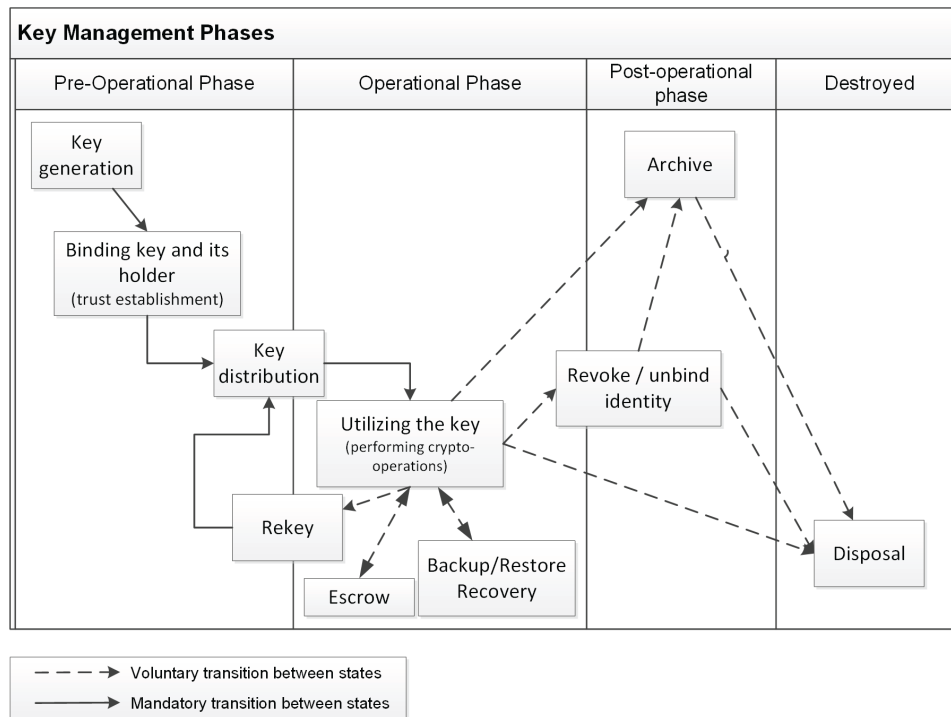 Key Management Phases
Pre-Operational Phase
Operational Phase
Post-operational
phase
Destroyed
Key
generation
Binding key and its
holder
(trust establishment)
Key
distribution
Utilizing the key
(performing crypto-
operations)
Rekey
Escrow
Backup/Restore
Recovery
Archive
Revoke / unbind
identity
Disposal
Voluntary transition between states
Mandatory transition between states